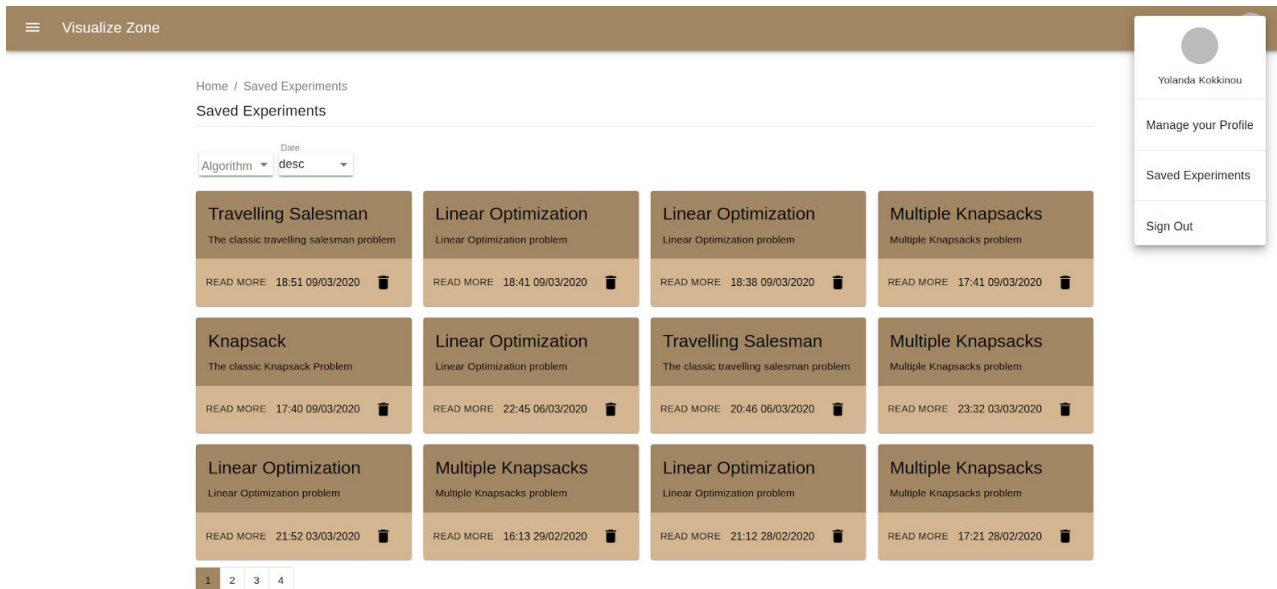 Visualize Zone
Yolanda Kokkinou
Manage your Profile
Saved Experiments
Sign Out
Home / Saved Experiments
Saved Experiments
Date
Algorithm desc
Travelling Salesman
The classic travelling salesman problem
READ MORE 18:51 09/03/2020
Linear Optimization
Linear Optimization problem
READ MORE 18:41 09/03/2020
Linear Optimization
Linear Optimization problem
READ MORE 18:38 09/03/2020
Multiple Knapsacks
Multiple Knapsacks problem
READ MORE 17:41 09/03/2020
Knapsack
The classic Knapsack Problem
READ MORE 17:40 09/03/2020
Linear Optimization
Linear Optimization problem
READ MORE 22:45 06/03/2020
Travelling Salesman
The classic travelling salesman problem
READ MORE 20:46 06/03/2020
Multiple Knapsacks
Multiple Knapsacks problem
READ MORE 23:32 03/03/2020
Linear Optimization
Linear Optimization problem
READ MORE 21:52 03/03/2020
Multiple Knapsacks
Multiple Knapsacks problem
READ MORE 16:13 29/02/2020
Linear Optimization
Linear Optimization problem
READ MORE 21:12 28/02/2020
Multiple Knapsacks
Multiple Knapsacks problem
READ MORE 17:21 28/02/2020
1 2 3 4